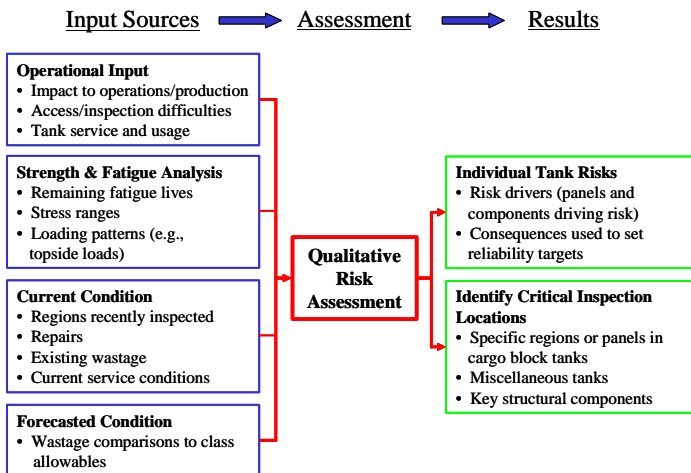 Input Sources
Assessment
Results
Operational Input
• Impact to operations/production
• Access/inspection difficulties
• Tank service and usage
Strength & Fatigue Analysis
• Remaining fatigue lives
• Stress ranges
• Loading patterns (e.g.,
topside loads)
Current Condition
• Regions recently inspected
• Repairs
• Existing wastage
• Current service conditions
Forecasted Condition
• Wastage comparisons to class
allowables
Qualitative
Risk
Assessment
Individual Tank Risks
• Risk drivers (panels and
components driving risk)
• Consequences used to set
reliability targets
Identify Critical Inspection
Locations
• Specific regions or panels in
cargo block tanks
• Miscellaneous tanks
• Key structural components